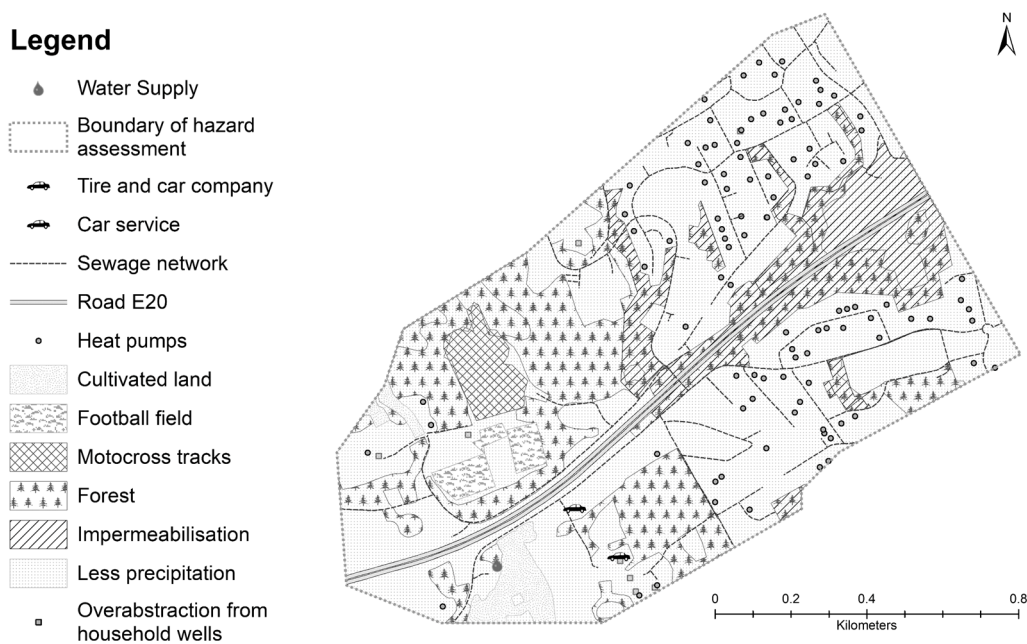 N
Legend
Water Supply
Boundary of hazard
assessment
Tire and car company
Car service
Sewage network
Road E20
Heat pumps
Cultivated land
Football field
Motocross tracks
Forest
Impermeabilisation
Less precipitation
Overabstraction from
household wells
0 0.2 0.4 0.8
Kilometers